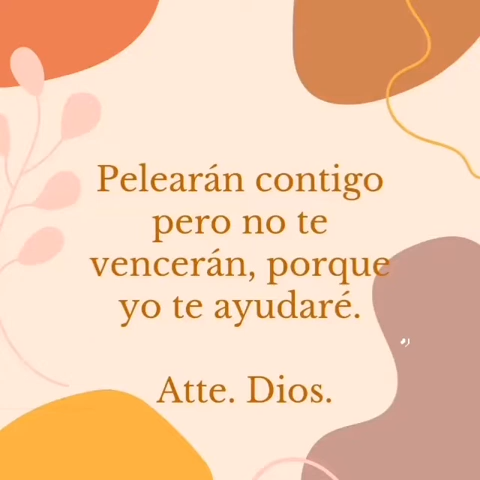 Pelearán contigo
pero no te
vencerán, porque
yo te ayudaré.
Atte. Dios.